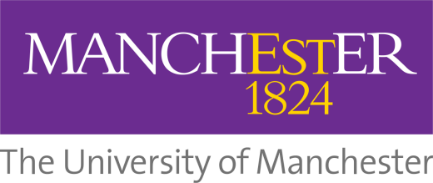 MANCHEstER
1824
The University of Manchester